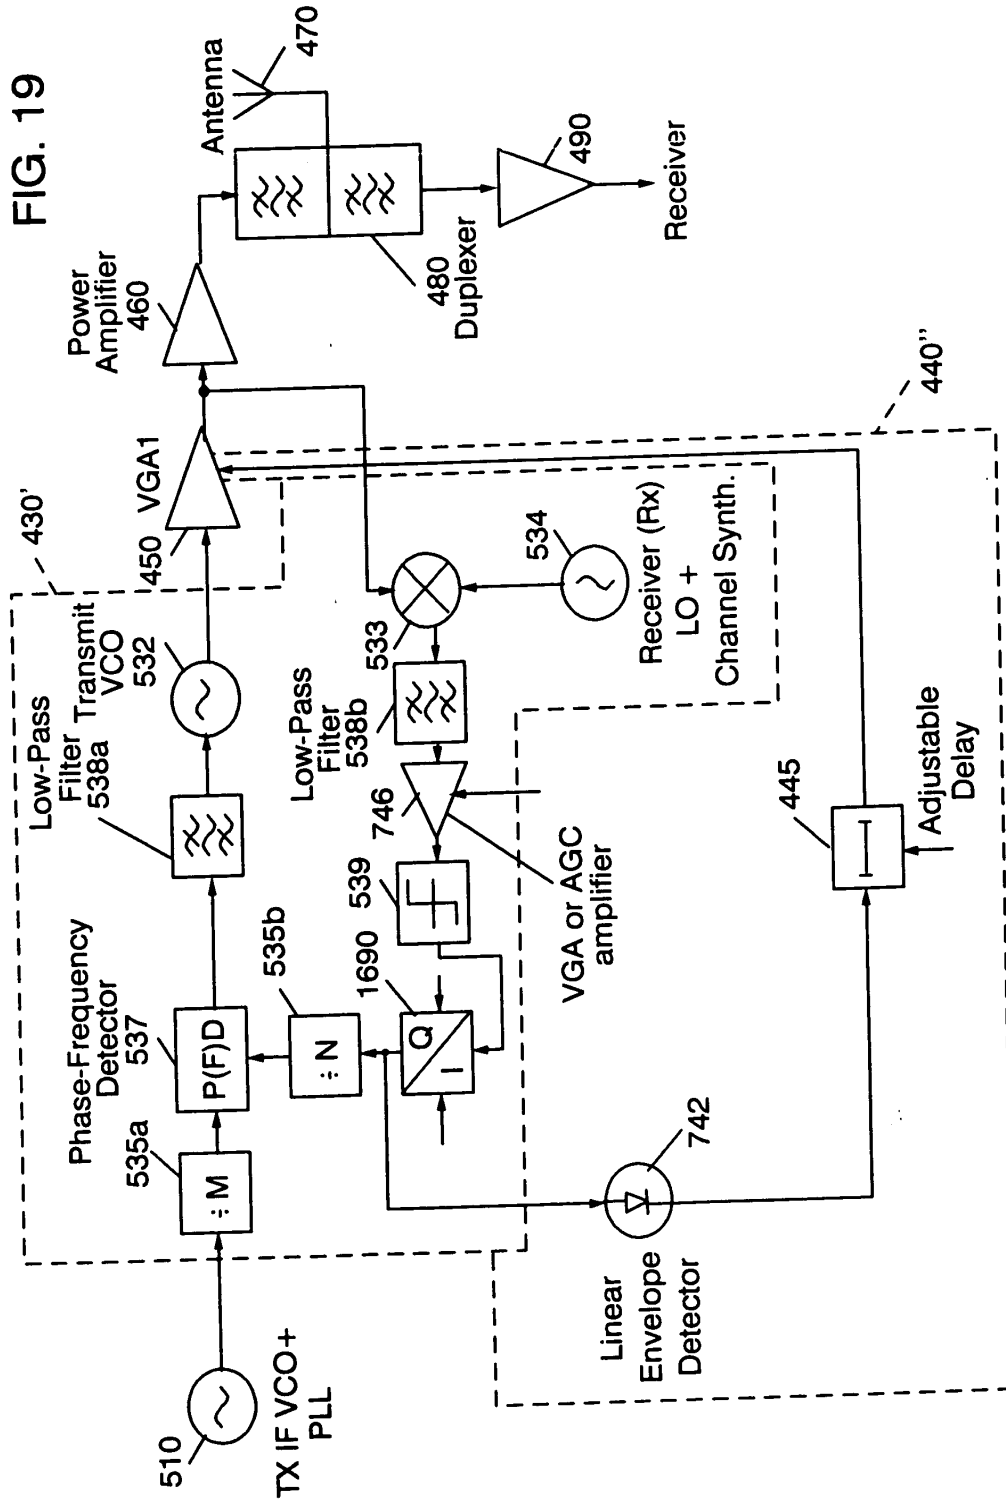 FIG. 19
Antenna
470
Power
Amplifier
460
480
Duplexer
490
Receiver
430'
VGA1
450
440"
Low-Pass
Filter
538a
Transmit
VCO
532
Phase-Frequency
Detector
537
P(F)D
535a
÷M
535b
÷N
510
TX IF VCO+
PLL
533
534
Receiver (Rx)
LO +
Channel Synth.
Low-Pass
Filter
538b
746
VGA or AGC
amplifier
539
1690
Q
I
742
Linear
Envelope
Detector
445
Adjustable
Delay